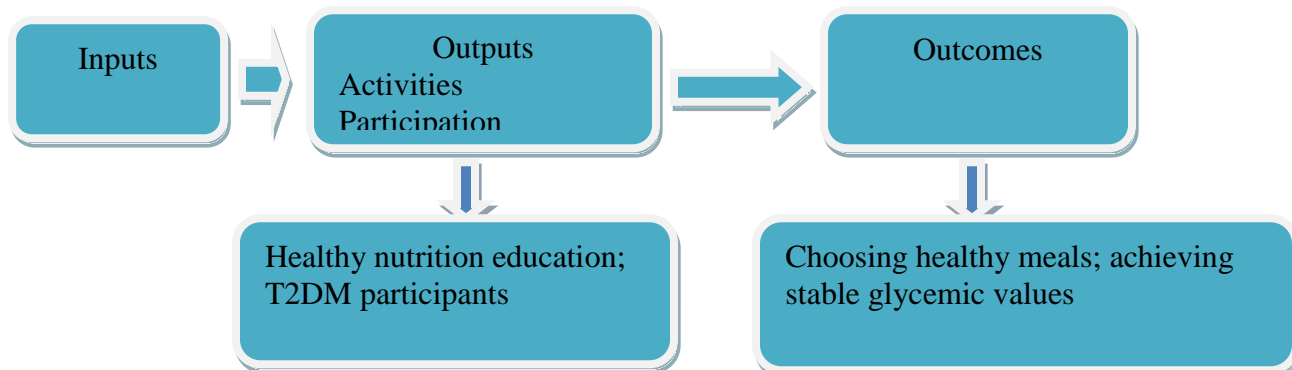 Inputs
Outputs
Activities
Participation
Outcomes
Healthy nutrition education;
T2DM participants
Choosing healthy meals; achieving
stable glycemic values